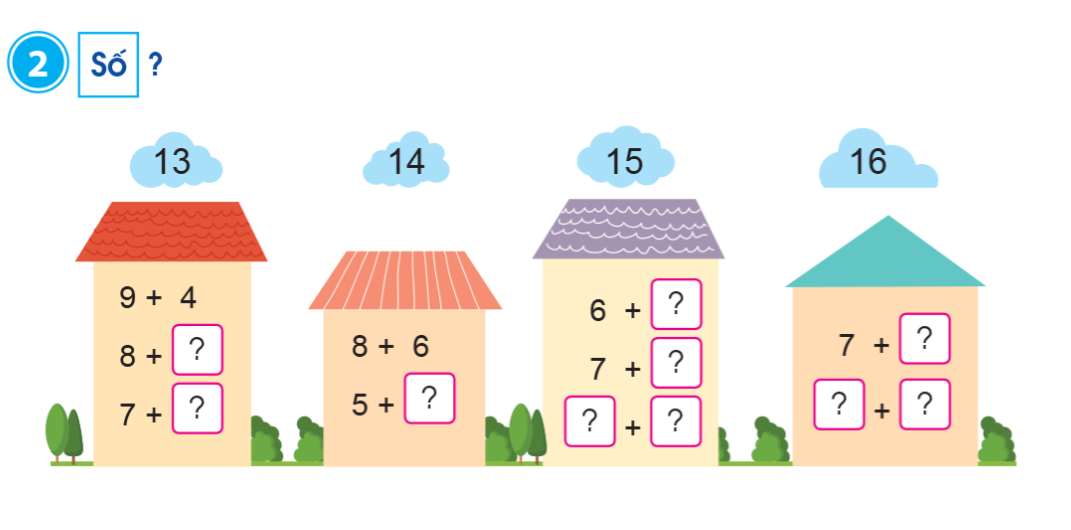 2 Số ?
13 14 15 16
9 + 4
8 + ?
7 + ?
8 + 6
5 + ?
6 + ?
7 + ?
? + ?
7 + ?
? + ?